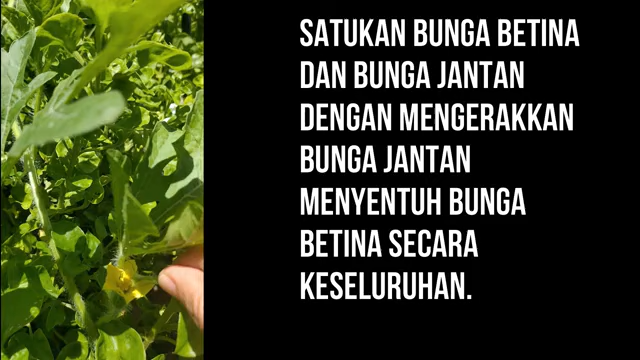 SATUKAN BUNGA BETINA
DAN BUNGA JANTAN
DENGAN MENGERAKKAN
BUNGA JANTAN
MENYENTUH BUNGA
BETINA SECARA
KESELURUHAN.